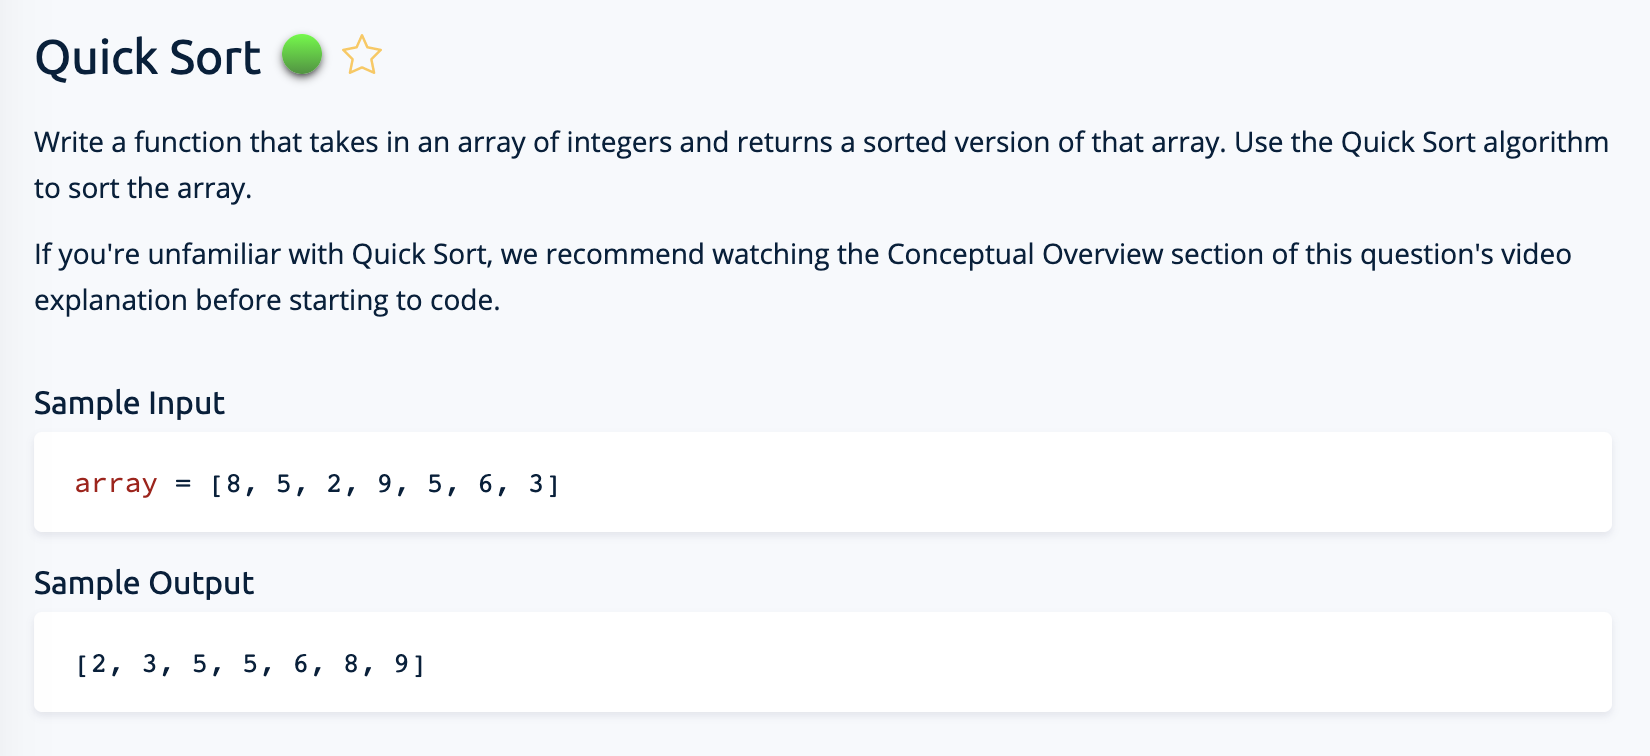 Quick Sort
Write a function that takes in an array of integers and returns a sorted version of that array. Use the Quick Sort algorithm
to sort the array.
If you're unfamiliar with Quick Sort, we recommend watching the Conceptual Overview section of this question's video
explanation before starting to code.
Sample Input
array = [8, 5, 2, 9, 5, 6, 3]
Sample Output
[2, 3, 5, 5, 6, 8, 9]